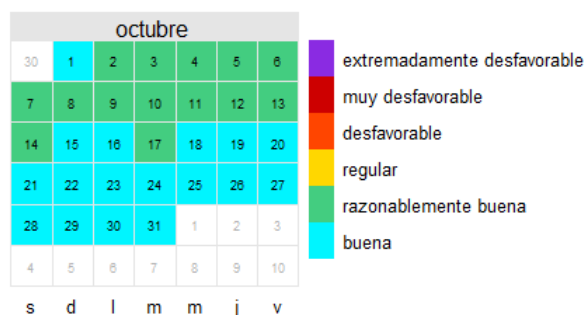 octubre
30 1 2 3 4 5 6
7 8 9 10 11 12 13
14 15 16 17 18 19 20
21 22 23 24 25 26 27
28 29 30 31 1 2 3
4 5 6 7 8 9 10
s d l m m j v
extremadamente desfavorable
muy desfavorable
desfavorable
regular
razonablemente buena
buena